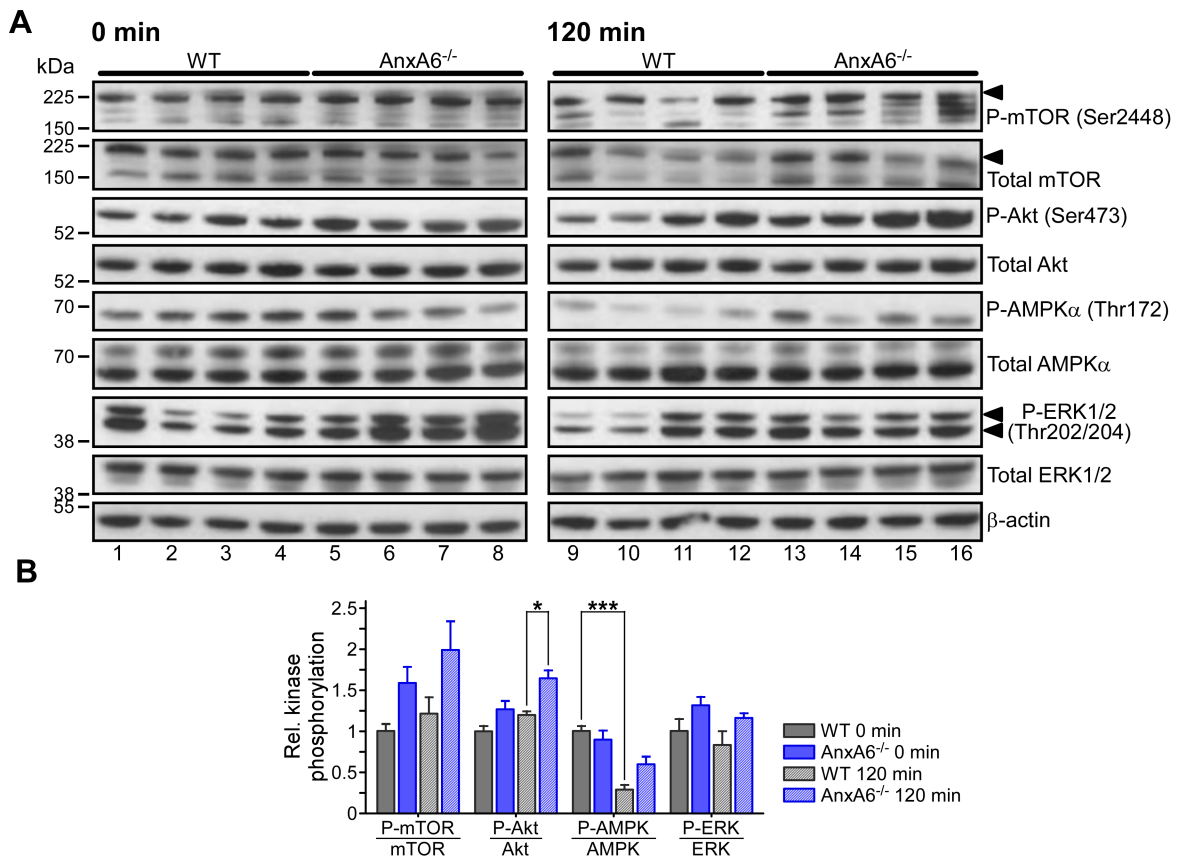 A
0 min
120 min
WT
AnxA6-/-
WT
AnxA6-/-
kDa
225
150
P-mTOR (Ser2448)
225
150
Total mTOR
52
P-Akt (Ser473)
52
Total Akt
70
P-AMPKα (Thr172)
70
Total AMPKα
38
P-ERK1/2
(Thr202/204)
38
Total ERK1/2
55
β-actin
1 2 3 4 5 6 7 8 9 10 11 12 13 14 15 16
B
Rel. kinase
phosphorylation
2.5
2
1.5
1
0.5
0
*
***
P-mTOR
mTOR
P-Akt
Akt
P-AMPK
AMPK
P-ERK
ERK
WT 0 min
AnxA6-/- 0 min
WT 120 min
AnxA6-/- 120 min